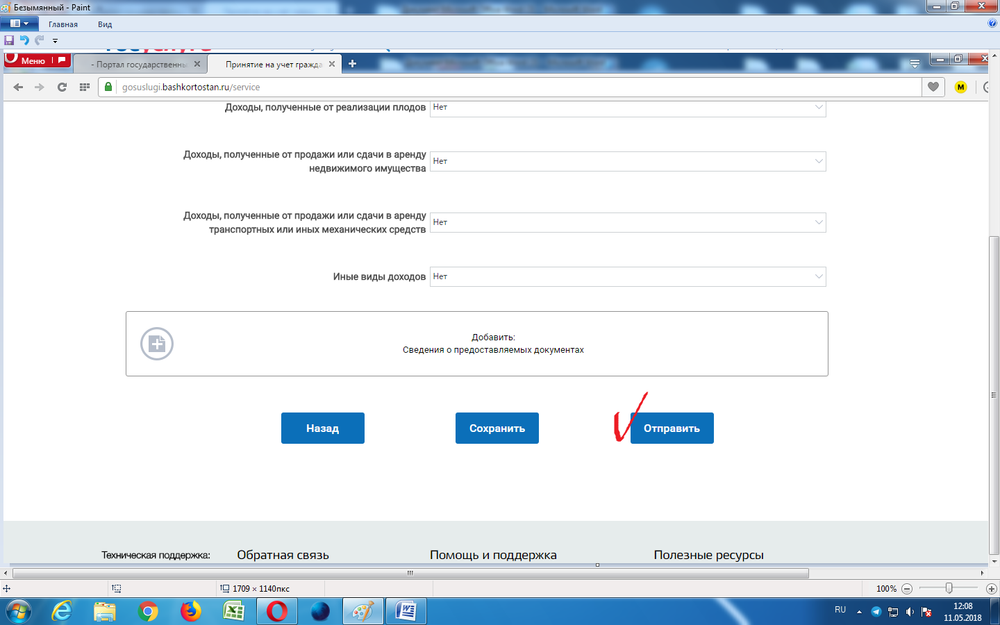 Безымянный - Paint
Главная
Вид
Меню
- Портал государственны
Принятие на учет гражда
gosuslugi.bashkortostan.ru/service
Доходы, полученные от реализации плодов
Нет
Доходы, полученные от продажи или сдачи в аренду
недвижимого имущества
Нет
Доходы, полученные от продажи или сдачи в аренду
транспортных или иных механических средств
Нет
Иные виды доходов
Нет
Добавить:
Сведения о предоставляемых документах
Назад
Сохранить
Отправить
Техническая поддержка:
Обратная связь
Помощь и поддержка
Полезные ресурсы
1709 × 1140пкс
100%
RU
12:08
11.05.2018